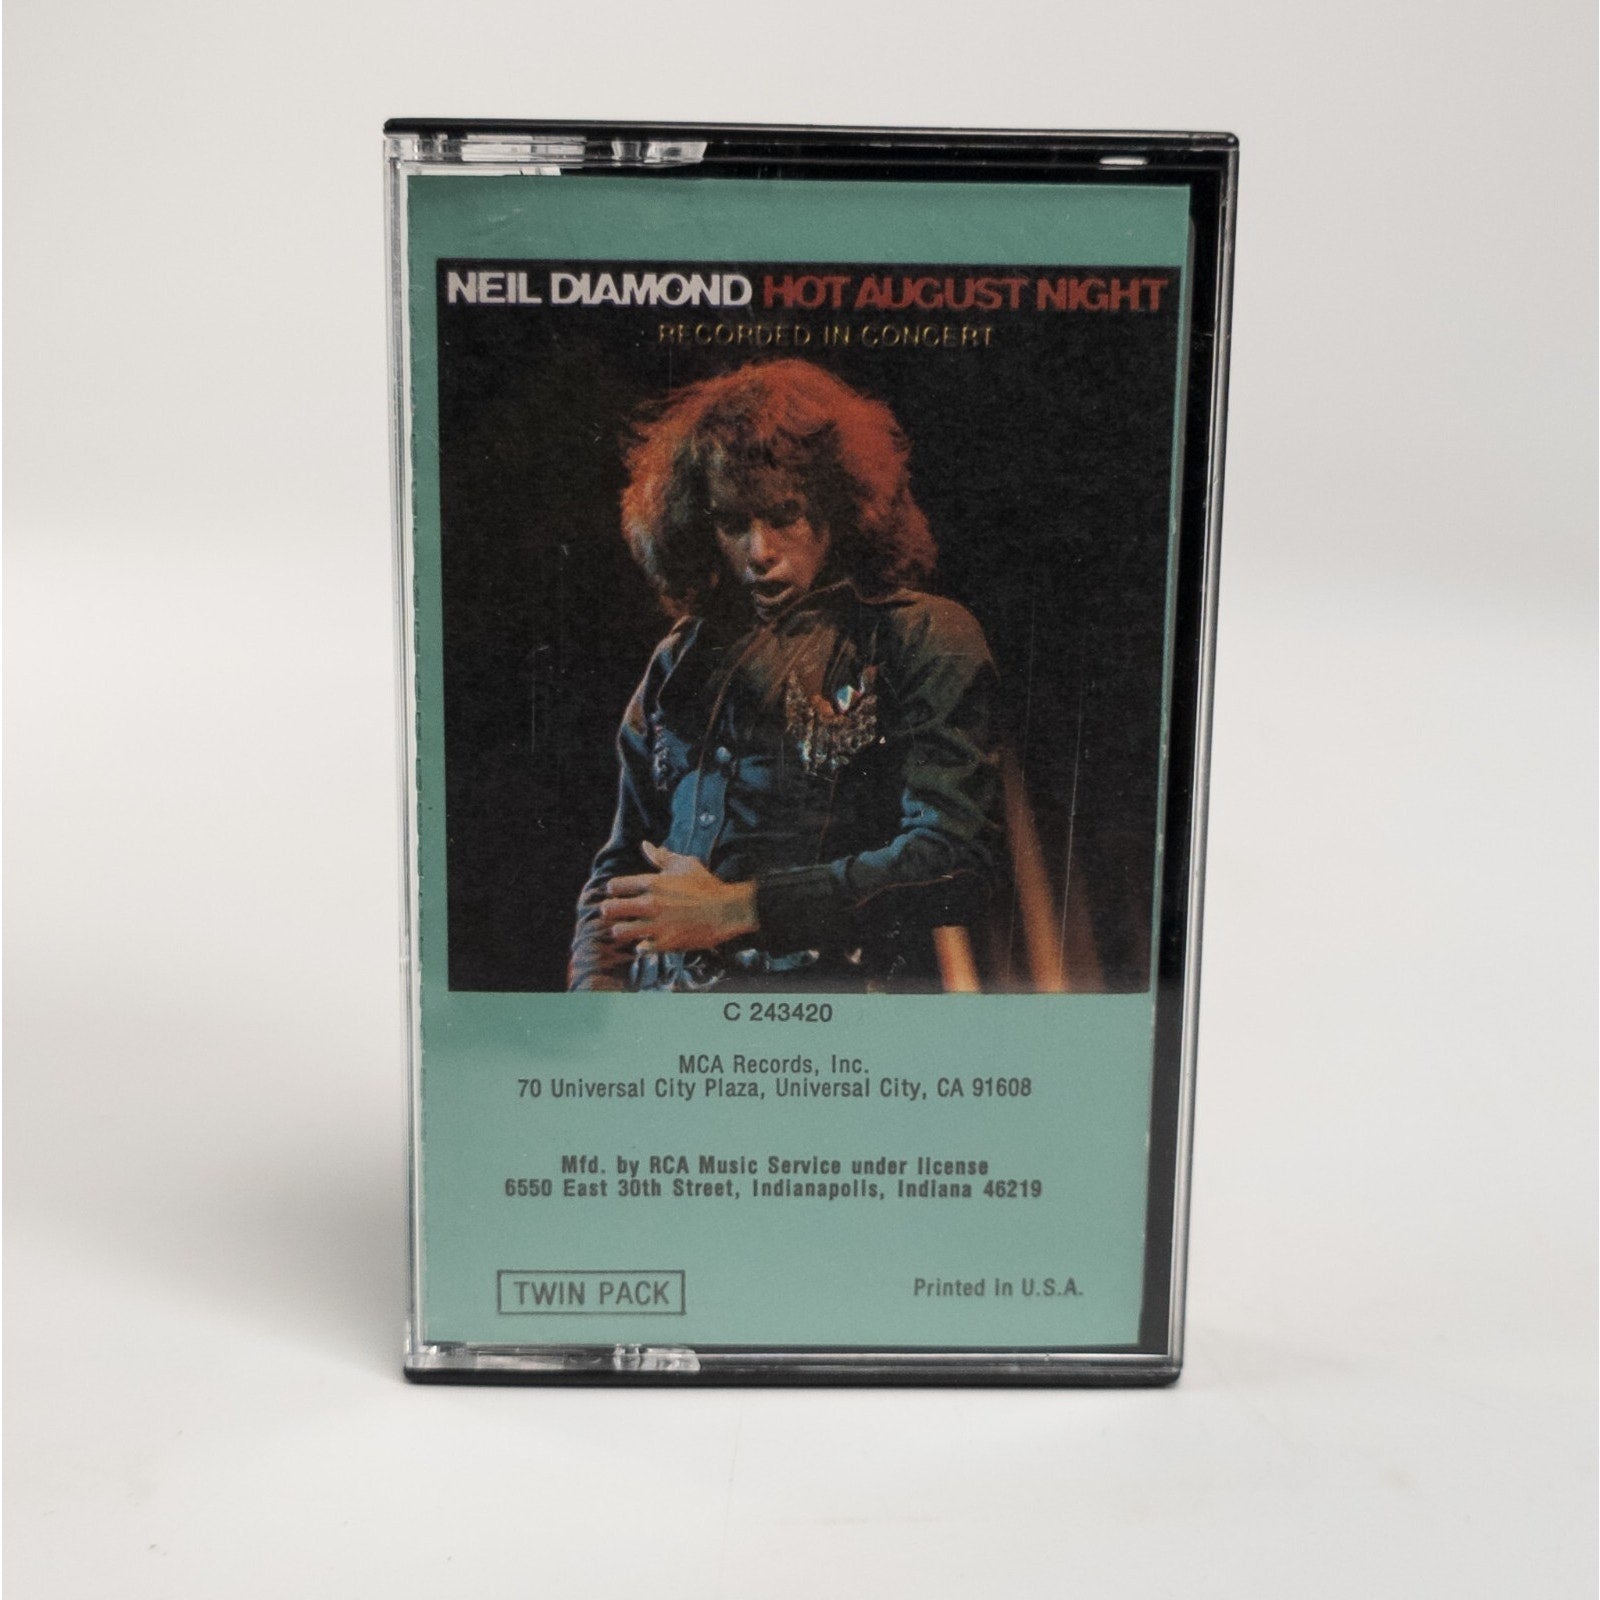 NEIL DIAMOND HOT AUGUST NIGHT
RECORDED IN CONCERT
C 243420
MCA Records, Inc.
70 Universal City Plaza, Universal City, CA 91608
Mfd. by RCA Music Service under license
6550 East 30th Street, Indianapolis, Indiana 46219
TWIN PACK
Printed in U.S.A.